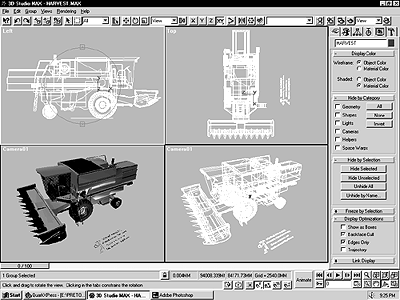 3D Studio MAX - HARVEST.MAX
File Edit Group Views Rendering Help
All
View
View
Left
Top
HARVEST
Display Color
Wireframe: Object Color
Material Color
Shaded: Object Color
Material Color
Hide by Category
Geometry All
Shapes None
Lights Invert
Cameras
Helpers
Space Warps
Camera01
Camera01
Hide by Selection
Hide Selected
Hide Unselected
Unhide All
Unhide by Name...
Freeze by Selection
Display Optimizations
Show as Boxes
Backface Cull
Edges Only
Trajectory
Link Display
0 / 100
1 Group Selected
Grid = 2540.0MM
Animate
Click and drag to rotate the view. Clicking in the tabs constrains the rotation
Start
3D Studio MAX - HA...
Adobe Photoshop
9:25 PM